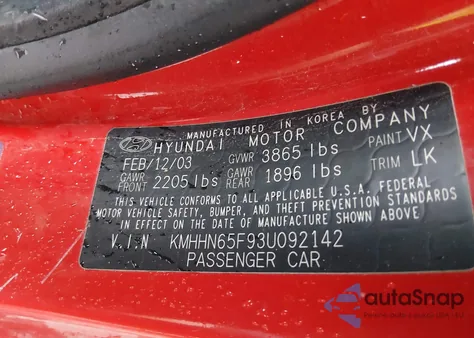 MANUFACTURED IN KOREA BY
HYUNDAI MOTOR COMPANY
FEB/12/03 GVWR 3865 lbs PAINT VX
GAWR FRONT 2205 lbs GAWR REAR 1896 lbs TRIM LK
THIS VEHICLE CONFORMS TO ALL APPLICABLE U.S.A. FEDERAL
MOTOR VEHICLE SAFETY, BUMPER, AND THEFT PREVENTION STANDARDS
IN EFFECT ON THE DATE OF MANUFACTURE SHOWN ABOVE
V.I.N KMHHN65F93U092142
PASSENGER CAR
autoSnap